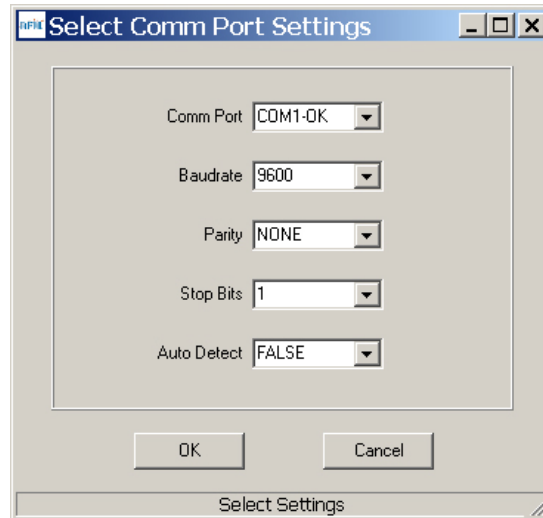 Select Comm Port Settings
Comm Port COM1-OK
Baudrate 9600
Parity NONE
Stop Bits 1
Auto Detect FALSE
OK Cancel
Select Settings